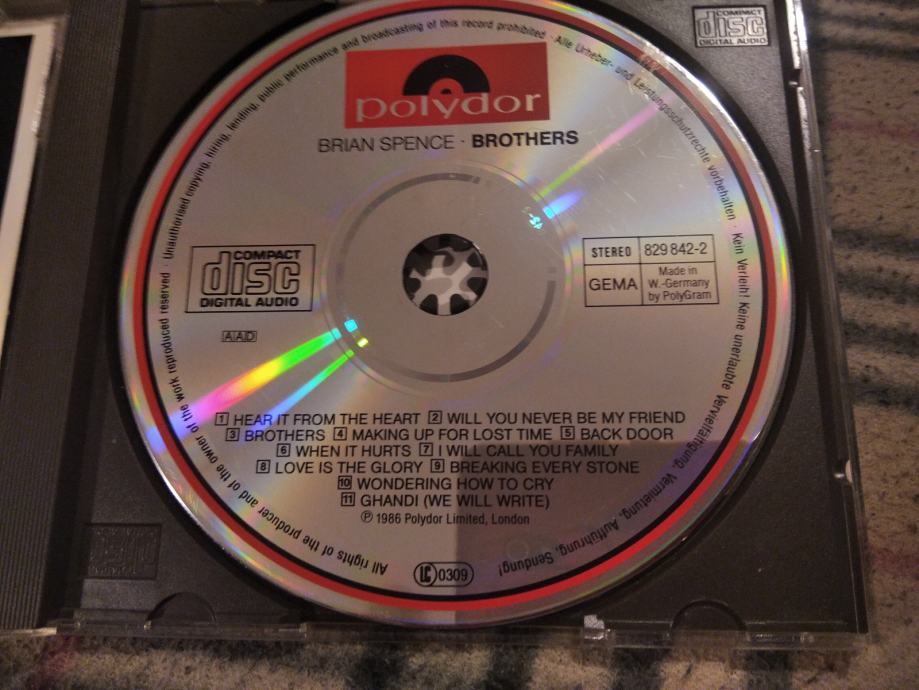 COMPACT
disc
DIGITAL AUDIO
polydor
BRIAN SPENCE · BROTHERS
COMPACT
disc
DIGITAL AUDIO
STEREO 829 842-2
GEMA Made in
W.-Germany
by PolyGram
AAD
1 HEAR IT FROM THE HEART 2 WILL YOU NEVER BE MY FRIEND
3 BROTHERS 4 MAKING UP FOR LOST TIME 5 BACK DOOR
6 WHEN IT HURTS 7 I WILL CALL YOU FAMILY
8 LOVE IS THE GLORY 9 BREAKING EVERY STONE
10 WONDERING HOW TO CRY
11 GHANDI (WE WILL WRITE)
℗ 1986 Polydor Limited, London
LC 0309
All rights of the producer and of the owner of the work reproduced reserved · Unauthorised copying, hiring, lending, public performance and broadcasting of this record prohibited · Alle Urheber- und Leistungsschutzrechte vorbehalten · Kein Verleih! Keine unerlaubte Vervielfältigung, Vermietung, Aufführung, Sendung!